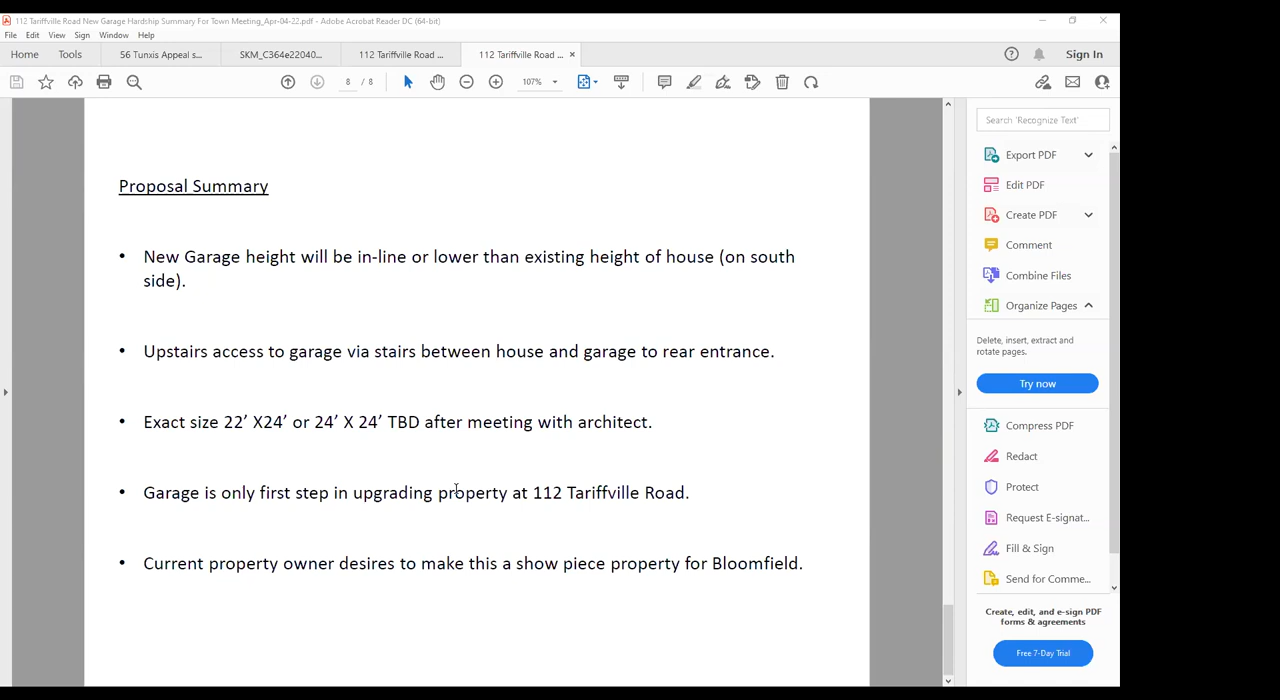 112 Tariffville Road New Garage Hardship Summary For Town Meeting_Apr-04-22.pdf - Adobe Acrobat Reader DC (64-bit)
File Edit View Sign Window Help
Home Tools 56 Tunxis Appeal s... SKM_C364e22040... 112 Tariffville Road ... 112 Tariffville Road ... × Sign In
8 / 8 107%
Search 'Recognize Text'
Export PDF
Edit PDF
Create PDF
Comment
Combine Files
Organize Pages
Delete, insert, extract and
rotate pages.
Try now
Compress PDF
Redact
Protect
Request E-signat...
Fill & Sign
Send for Comme...
Create, edit, and e-sign PDF
forms & agreements
Free 7-Day Trial
Proposal Summary
• New Garage height will be in-line or lower than existing height of house (on south
side).
• Upstairs access to garage via stairs between house and garage to rear entrance.
• Exact size 22’ X24’ or 24’ X 24’ TBD after meeting with architect.
• Garage is only first step in upgrading property at 112 Tariffville Road.
• Current property owner desires to make this a show piece property for Bloomfield.